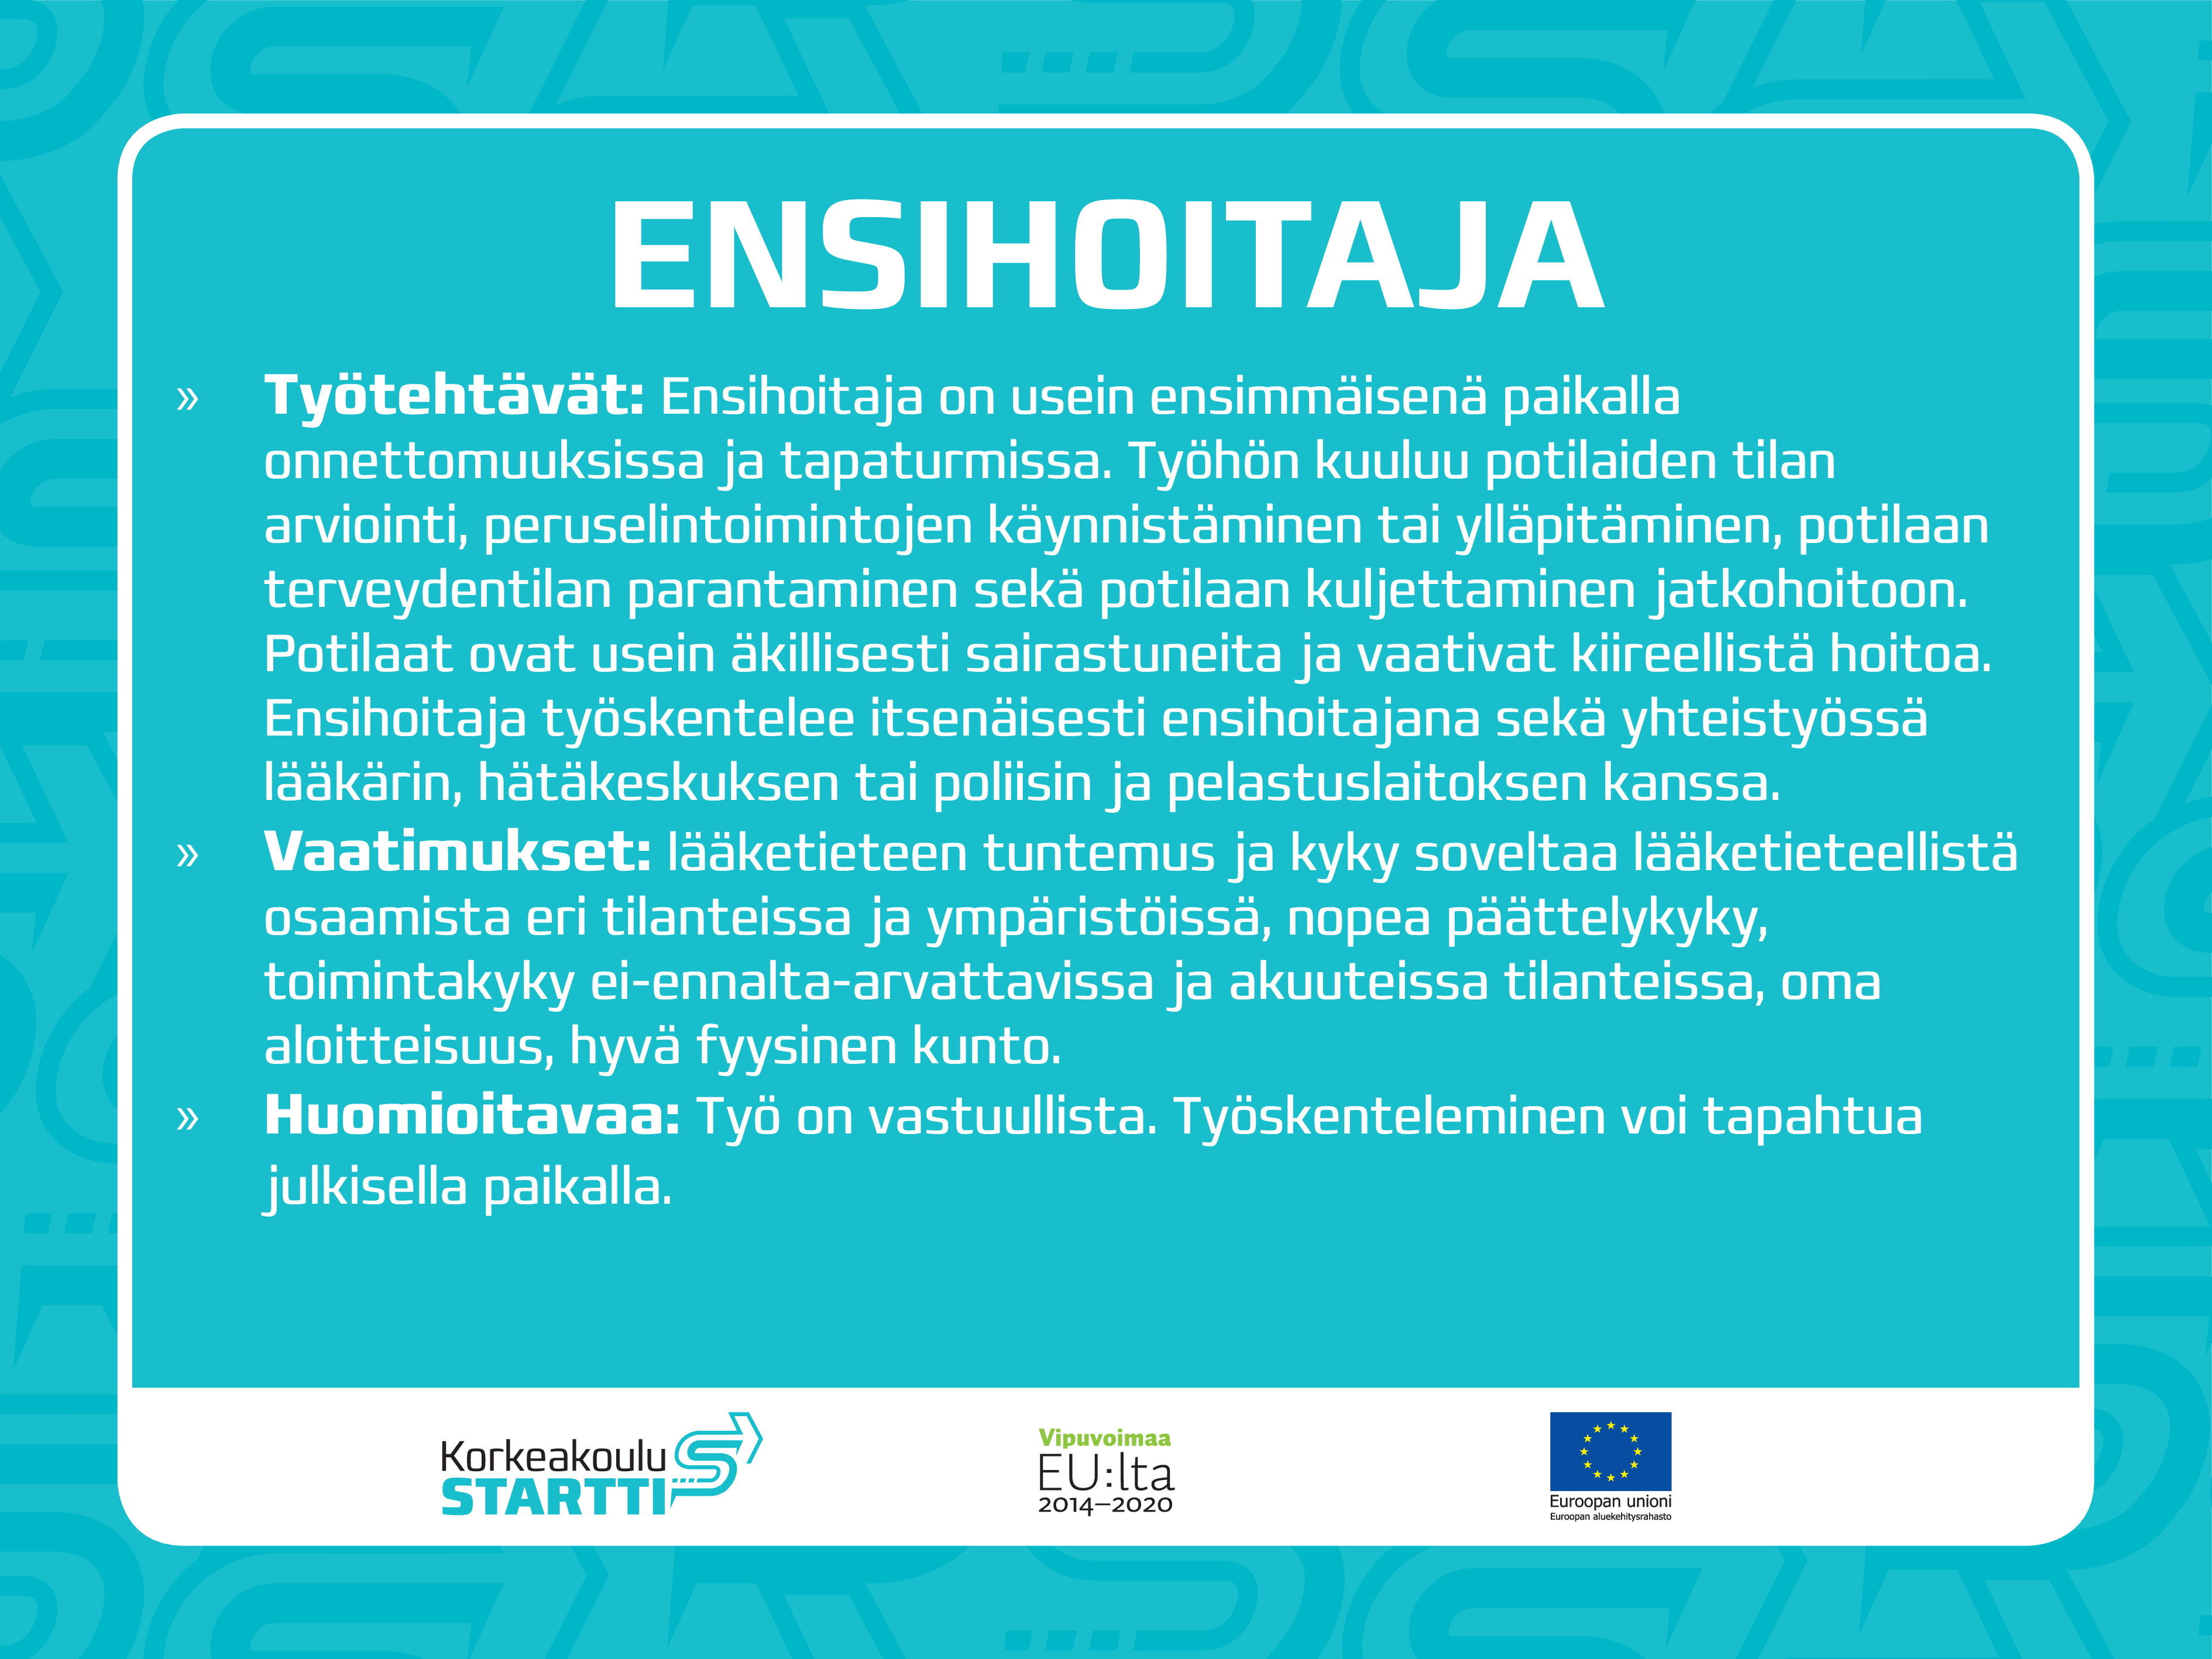 ENSIHOITAJA
» Työtehtävät: Ensihoitaja on usein ensimmäisenä paikalla
onnettomuuksissa ja tapaturmissa. Työhön kuuluu potilaiden tilan
arviointi, peruselintoimintojen käynnistäminen tai ylläpitäminen, potilaan
terveydentilan parantaminen sekä potilaan kuljettaminen jatkohoitoon.
Potilaat ovat usein äkillisesti sairastuneita ja vaativat kiireellistä hoitoa.
Ensihoitaja työskentelee itsenäisesti ensihoitajana sekä yhteistyössä
lääkärin, hätäkeskuksen tai poliisin ja pelastuslaitoksen kanssa.
» Vaatimukset: lääketieteen tuntemus ja kyky soveltaa lääketieteellistä
osaamista eri tilanteissa ja ympäristöissä, nopea päättelykyky,
toimintakyky ei-ennalta-arvattavissa ja akuuteissa tilanteissa, oma
aloitteisuus, hyvä fyysinen kunto.
» Huomioitavaa: Työ on vastuullista. Työskenteleminen voi tapahtua
julkisella paikalla.
Korkeakoulu
STARTTI
Vipuvoimaa
EU:lta
2014–2020
Euroopan unioni
Euroopan aluekehitysrahasto